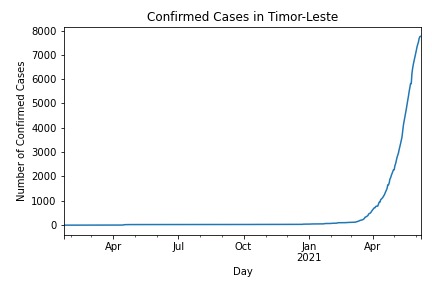 Confirmed Cases in Timor-Leste
Number of Confirmed Cases
8000
7000
6000
5000
4000
3000
2000
1000
0
Apr
Jul
Oct
Jan
2021
Apr
Day